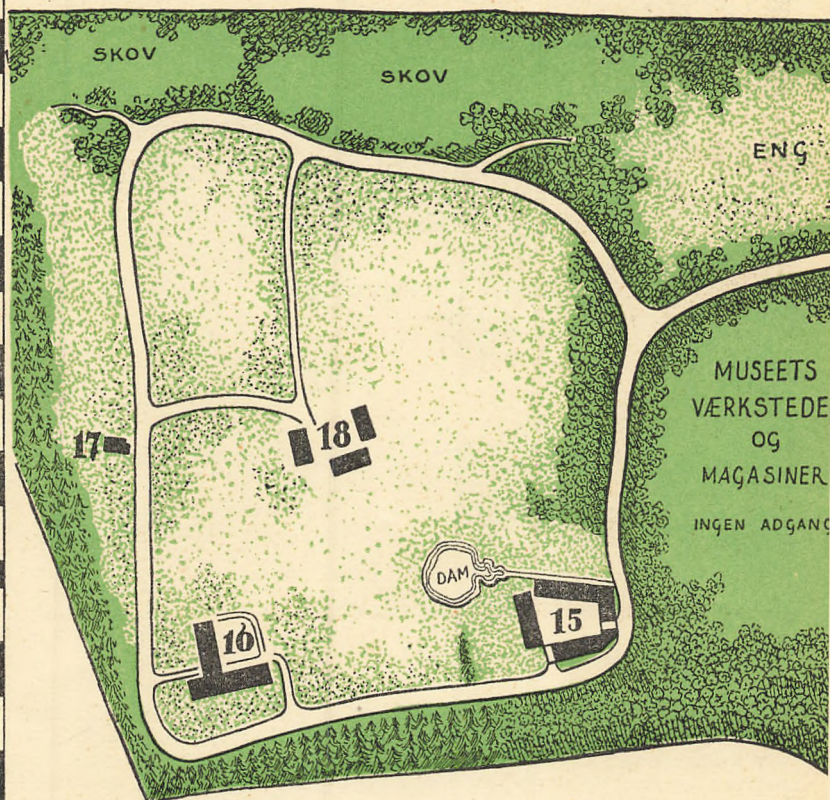 SKOV
SKOV
ENG
MUSEETS
VÆRKSTEDE
OG
MAGASINER
INGEN ADGANG
17
18
DAM
15
16